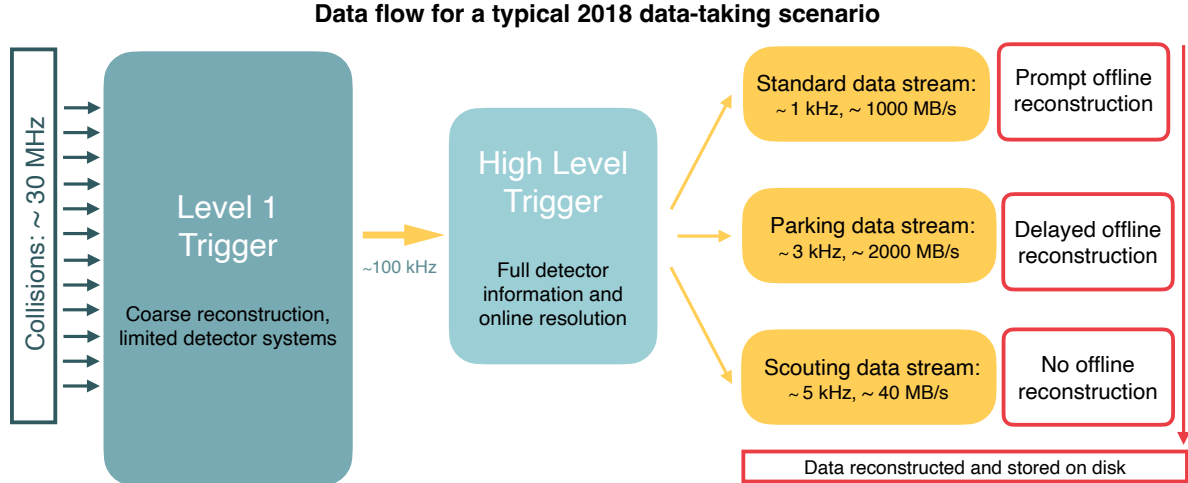 Data flow for a typical 2018 data-taking scenario
Collisions: ~ 30 MHz
Level 1
Trigger
Coarse reconstruction,
limited detector systems
~100 kHz
High Level
Trigger
Full detector
information and
online resolution
Standard data stream:
~ 1 kHz, ~ 1000 MB/s
Prompt offline
reconstruction
Parking data stream:
~ 3 kHz, ~ 2000 MB/s
Delayed offline
reconstruction
Scouting data stream:
~ 5 kHz, ~ 40 MB/s
No offline
reconstruction
Data reconstructed and stored on disk